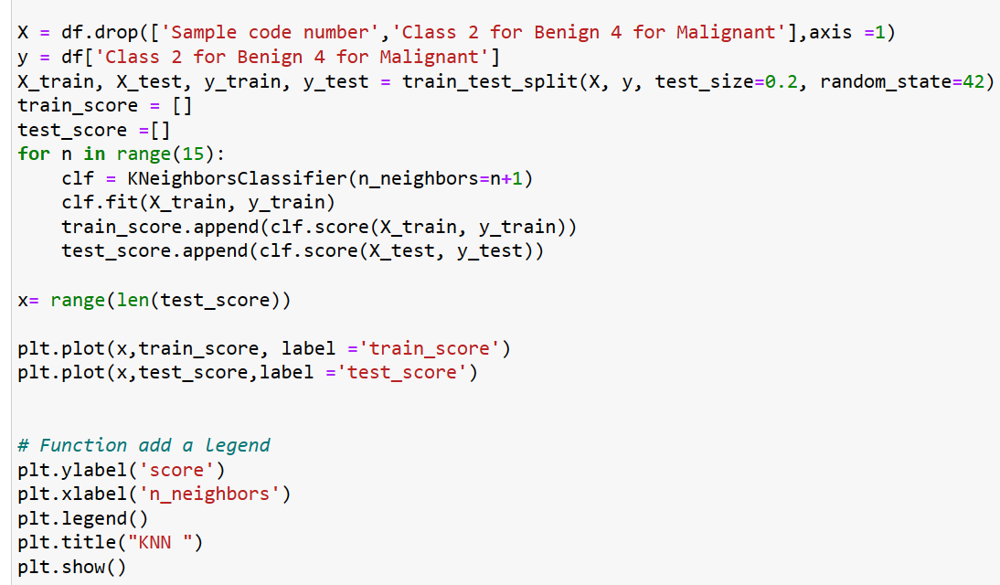 X = df.drop(['Sample code number','Class 2 for Benign 4 for Malignant'],axis =1)
y = df['Class 2 for Benign 4 for Malignant']
X_train, X_test, y_train, y_test = train_test_split(X, y, test_size=0.2, random_state=42)
train_score = []
test_score =[]
for n in range(15):
    clf = KNeighborsClassifier(n_neighbors=n+1)
    clf.fit(X_train, y_train)
    train_score.append(clf.score(X_train, y_train))
    test_score.append(clf.score(X_test, y_test))
x= range(len(test_score))
plt.plot(x,train_score, label ='train_score')
plt.plot(x,test_score,label ='test_score')
# Function add a legend
plt.ylabel('score')
plt.xlabel('n_neighbors')
plt.legend()
plt.title("KNN ")
plt.show()